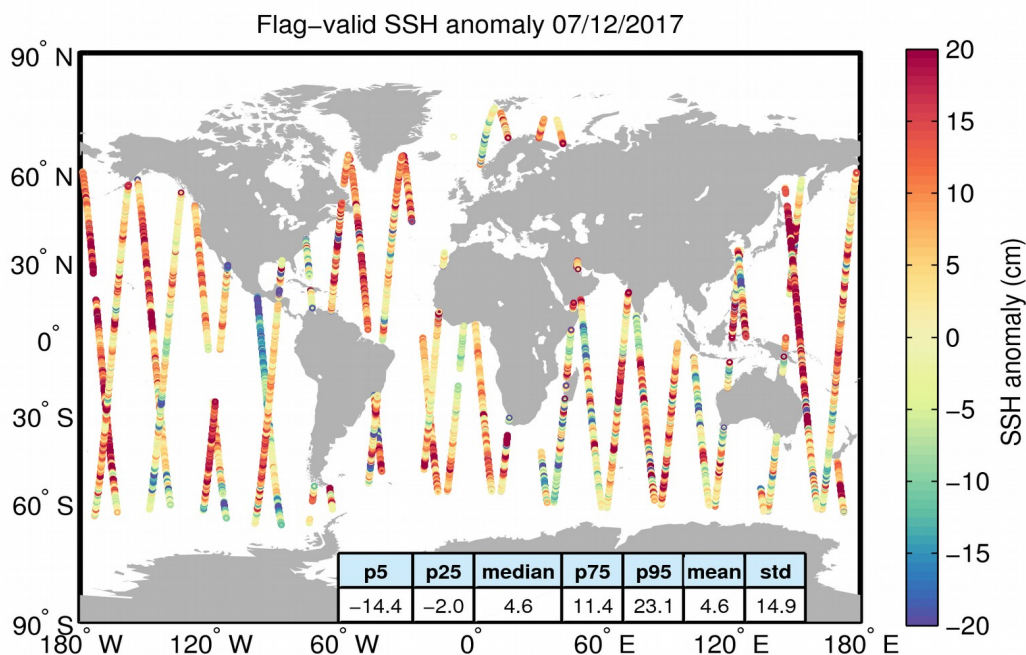 Flag−valid SSH anomaly 07/12/2017
90° N
60° N
30° N
0°
30° S
60° S
90° S
180° W
120° W
60° W
0°
60° E
120° E
180° E
p5 p25 median p75 p95 mean std
−14.4 −2.0 4.6 11.4 23.1 4.6 14.9
20
15
10
5
0
−5
−10
−15
−20
SSH anomaly (cm)